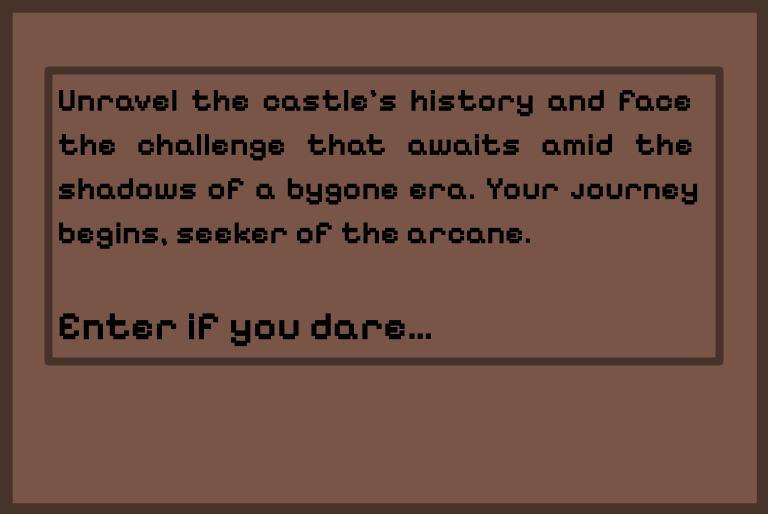 Unravel the castle's history and face
the challenge that awaits amid the
shadows of a bygone era. Your journey
begins, seeker of the arcane.
Enter if you dare...